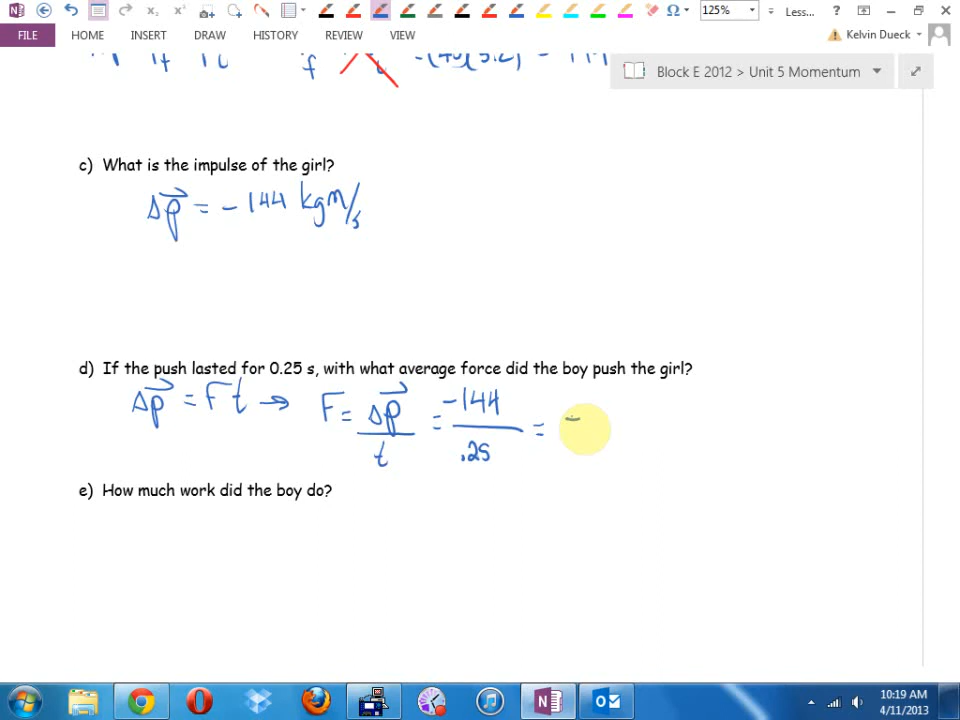 125% Less...
FILE HOME INSERT DRAW HISTORY REVIEW VIEW Kelvin Dueck
Block E 2012 > Unit 5 Momentum
c) What is the impulse of the girl?
Δp⃗ = -144 kgm/s
d) If the push lasted for 0.25 s, with what average force did the boy push the girl?
Δp⃗ = F t → F = Δp⃗/t = -144/.25 = -
e) How much work did the boy do?
10:19 AM
4/11/2013